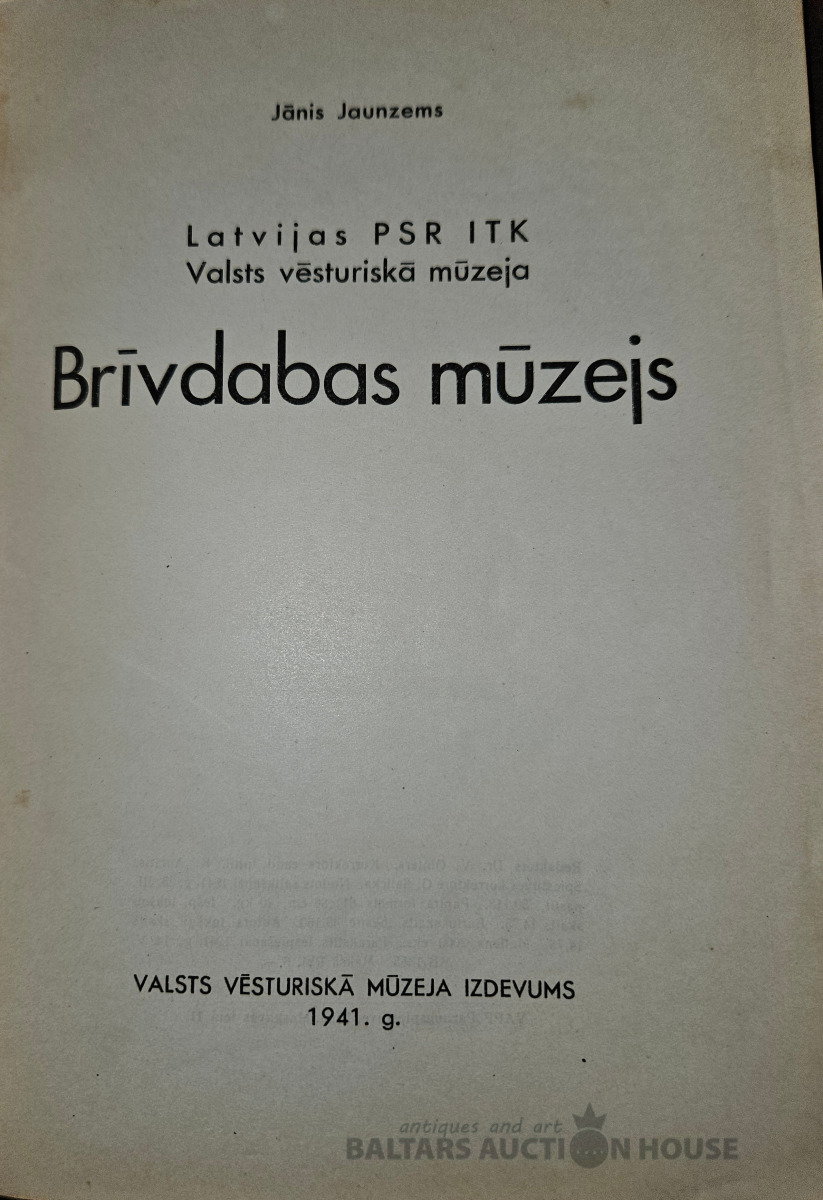 Jānis Jaunzems
Latvijas PSR ITK
Valsts vēsturiskā mūzeja
Brīvdabas mūzejs
VALSTS VĒSTURISKĀ MŪZEJA IZDEVUMS
1941. g.
antiques and art
BALTARS AUCTION HOUSE